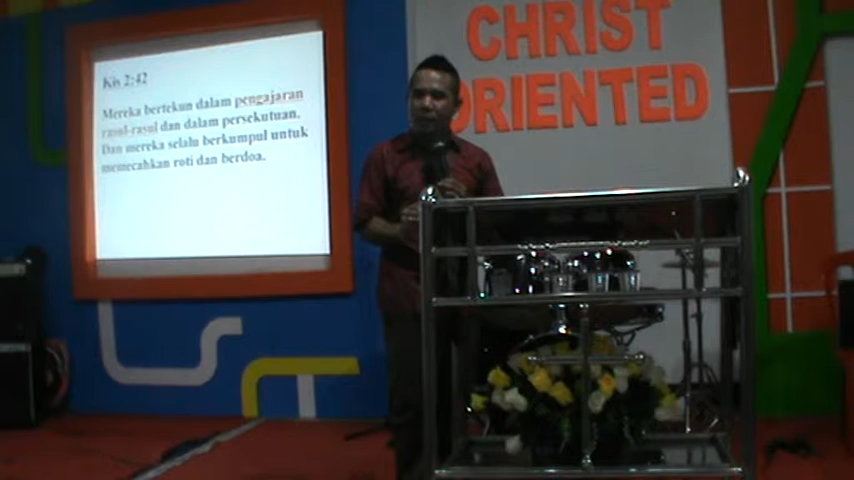 Kis 2:42
Mereka bertekun dalam pengajaran
rasul-rasul dan dalam persekutuan.
Dan mereka selalu berkumpul untuk
memecahkan roti dan berdoa.
CHRIST
ORIENTED